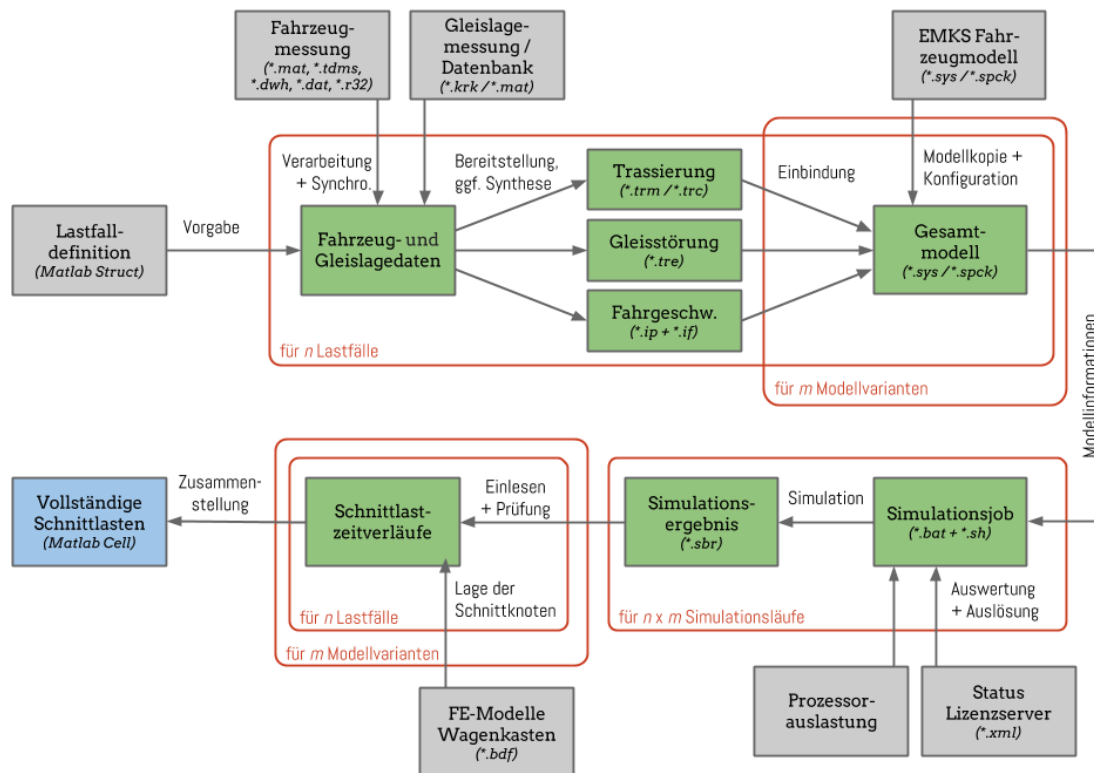 Fahrzeug-
messung
(*.mat, *.tdms,
*.dwh, *.dat, *.r32)
Gleislage-
messung /
Datenbank
(*.krk / *.mat)
EMKS Fahr-
zeugmodell
(*.sys / *.spck)
Verarbeitung
+ Synchro.
Bereitstellung,
ggf. Synthese
Trassierung
(*.trm / *.trc)
Einbindung
Modellkopie +
Konfiguration
Lastfall-
definition
(Matlab Struct)
Vorgabe
Fahrzeug- und
Gleislagedaten
Gleisstörung
(*.tre)
Gesamt-
modell
(*.sys / *.spck)
Fahrgeschw.
(*.ip + *.if)
für n Lastfälle
für m Modellvarianten
Modellinformationen
Vollständige
Schnittlasten
(Matlab Cell)
Zusammen-
stellung
Schnittlast-
zeitverläufe
Einlesen
+ Prüfung
Simulations-
ergebnis
(*.sbr)
Simulation
Simulationsjob
(*.bat + *.sh)
Lage der
Schnittknoten
Auswertung
+ Auslösung
für n Lastfälle
für m Modellvarianten
für n x m Simulationsläufe
FE-Modelle
Wagenkasten
(*.bdf)
Prozessor-
auslastung
Status
Lizenzserver
(*.xml)